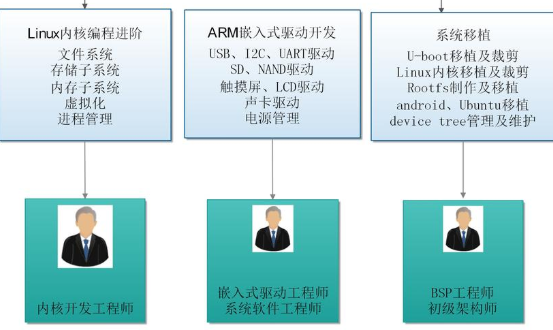 Linux内核编程进阶
文件系统
存储子系统
内存子系统
虚拟化
进程管理
ARM嵌入式驱动开发
USB、I2C、UART驱动
SD、NAND驱动
触摸屏、LCD驱动
声卡驱动
电源管理
系统移植
U-boot移植及裁剪
Linux内核移植及裁剪
Rootfs制作及移植
android、Ubuntu移植
device tree管理及维护
内核开发工程师
嵌入式驱动工程师
系统软件工程师
BSP工程师
初级架构师